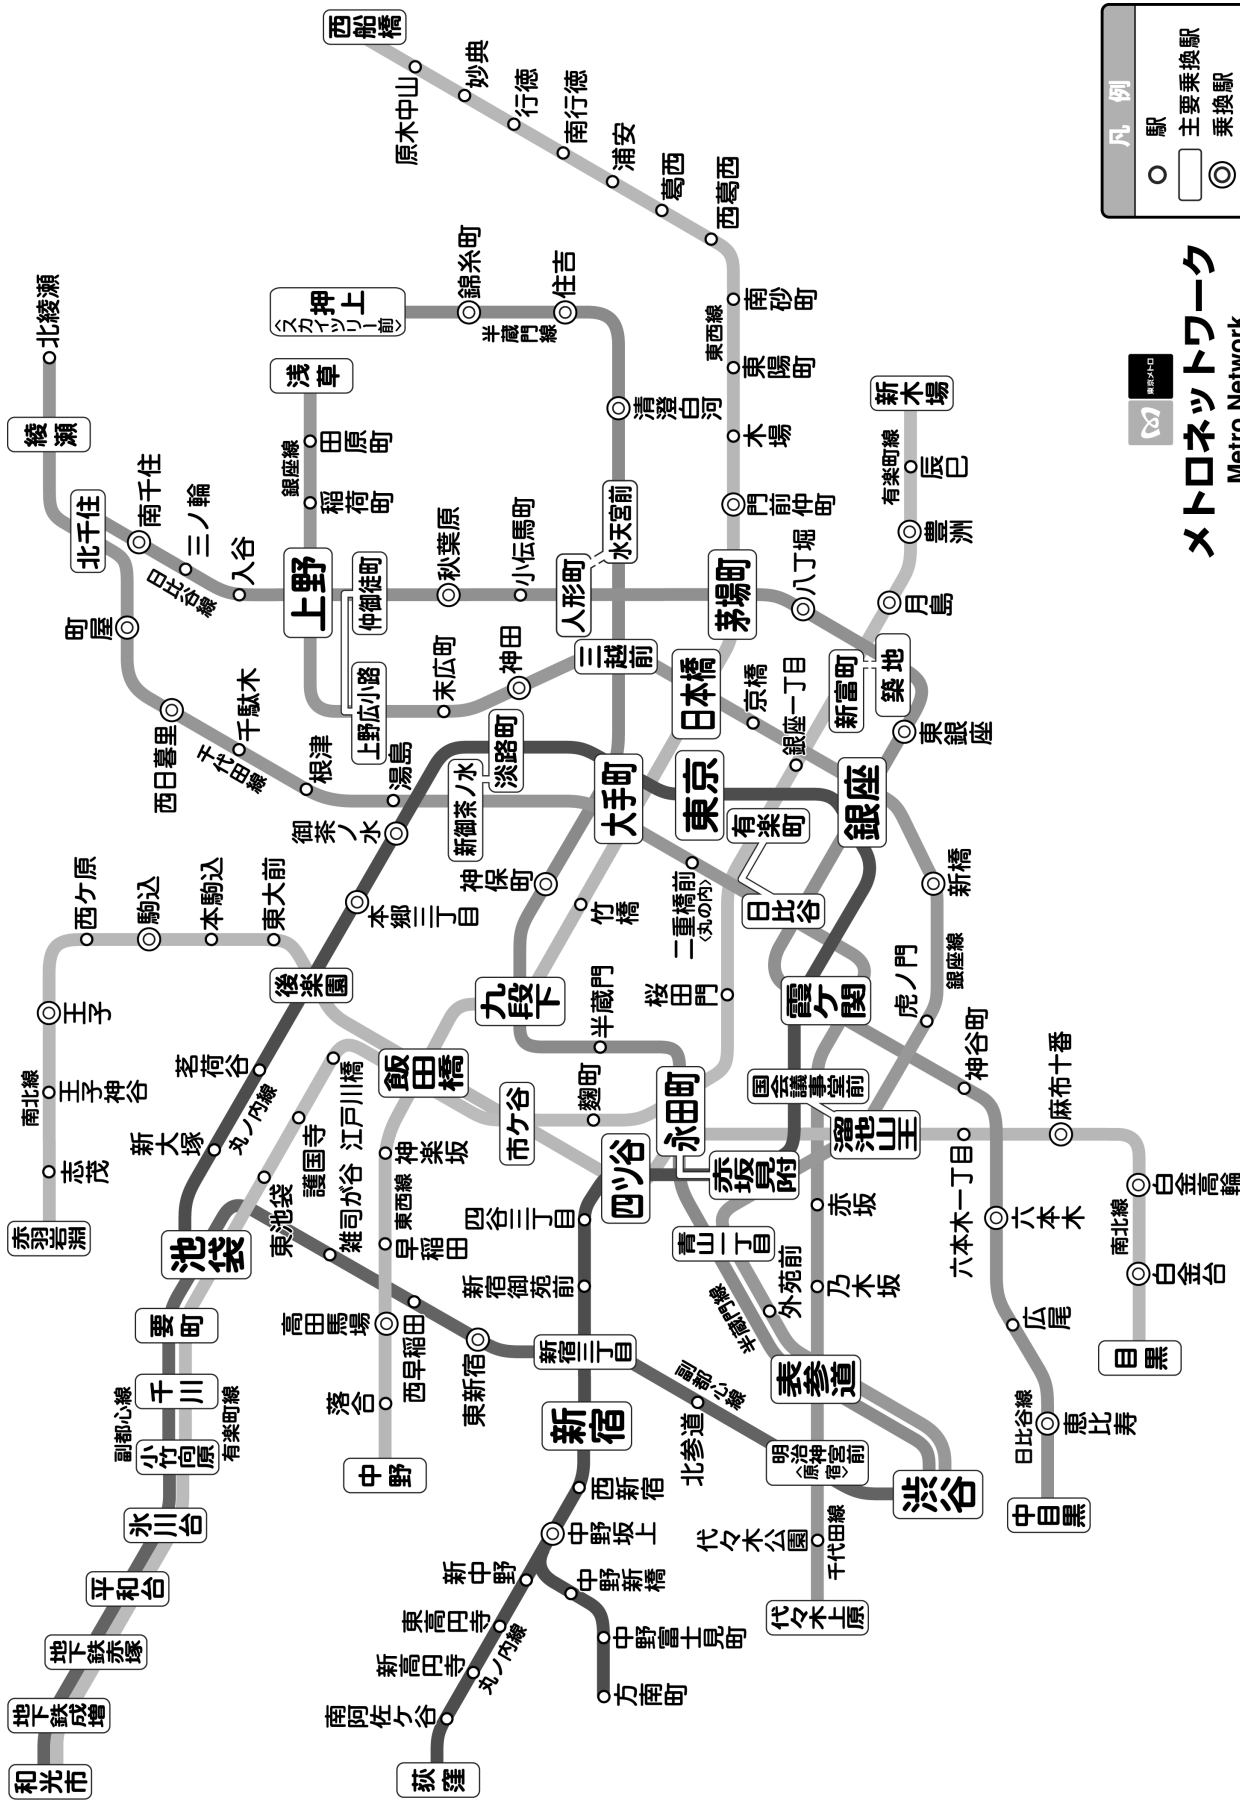 和光市
地下鉄成増
地下鉄赤塚
平和台
氷川台
小竹向原
千川
要町
副都心線
有楽町線
池袋
赤羽岩淵
志茂
王子神谷
南北線
王子
西ケ原
駒込
本駒込
東大前
後楽園
新大塚
丸ノ内線
茗荷谷
東池袋
護国寺
江戸川橋
雑司が谷
西早稲田
東新宿
新宿三丁目
北参道
副都心線
明治神宮前
〈原宿〉
渋谷
中野
落合
高田馬場
早稲田
東西線
神楽坂
飯田橋
九段下
竹橋
大手町
日本橋
茅場町
門前仲町
木場
東陽町
東西線
南砂町
西葛西
葛西
浦安
南行徳
行徳
妙典
原木中山
西船橋
荻窪
南阿佐ケ谷
新高円寺
丸ノ内線
東高円寺
新中野
中野坂上
中野新橋
中野富士見町
方南町
西新宿
新宿
新宿御苑前
四谷三丁目
四ツ谷
赤坂見附
国会議事堂前
霞ケ関
銀座
東京
淡路町
御茶ノ水
本郷三丁目
北綾瀬
綾瀬
北千住
町屋
西日暮里
千駄木
千代田線
根津
湯島
新御茶ノ水
二重橋前
〈丸の内〉
日比谷
赤坂
乃木坂
表参道
代々木公園
千代田線
代々木上原
南千住
三ノ輪
日比谷線
入谷
上野
仲御徒町
秋葉原
小伝馬町
人形町
八丁堀
築地
東銀座
神谷町
六本木
広尾
恵比寿
日比谷線
中目黒
浅草
田原町
銀座線
稲荷町
上野広小路
末広町
神田
三越前
京橋
新橋
虎ノ門
銀座線
溜池山王
青山一丁目
外苑前
半蔵門線
永田町
半蔵門
神保町
水天宮前
清澄白河
住吉
半蔵門線
錦糸町
押上
〈スカイツリー前〉
市ケ谷
麹町
桜田門
有楽町
銀座一丁目
新富町
月島
豊洲
有楽町線
辰巳
新木場
六本木一丁目
麻布十番
白金高輪
南北線
白金台
目黒
凡例
駅
主要乗換駅
乗換駅
東京メトロ
メトロネットワーク
Metro Network